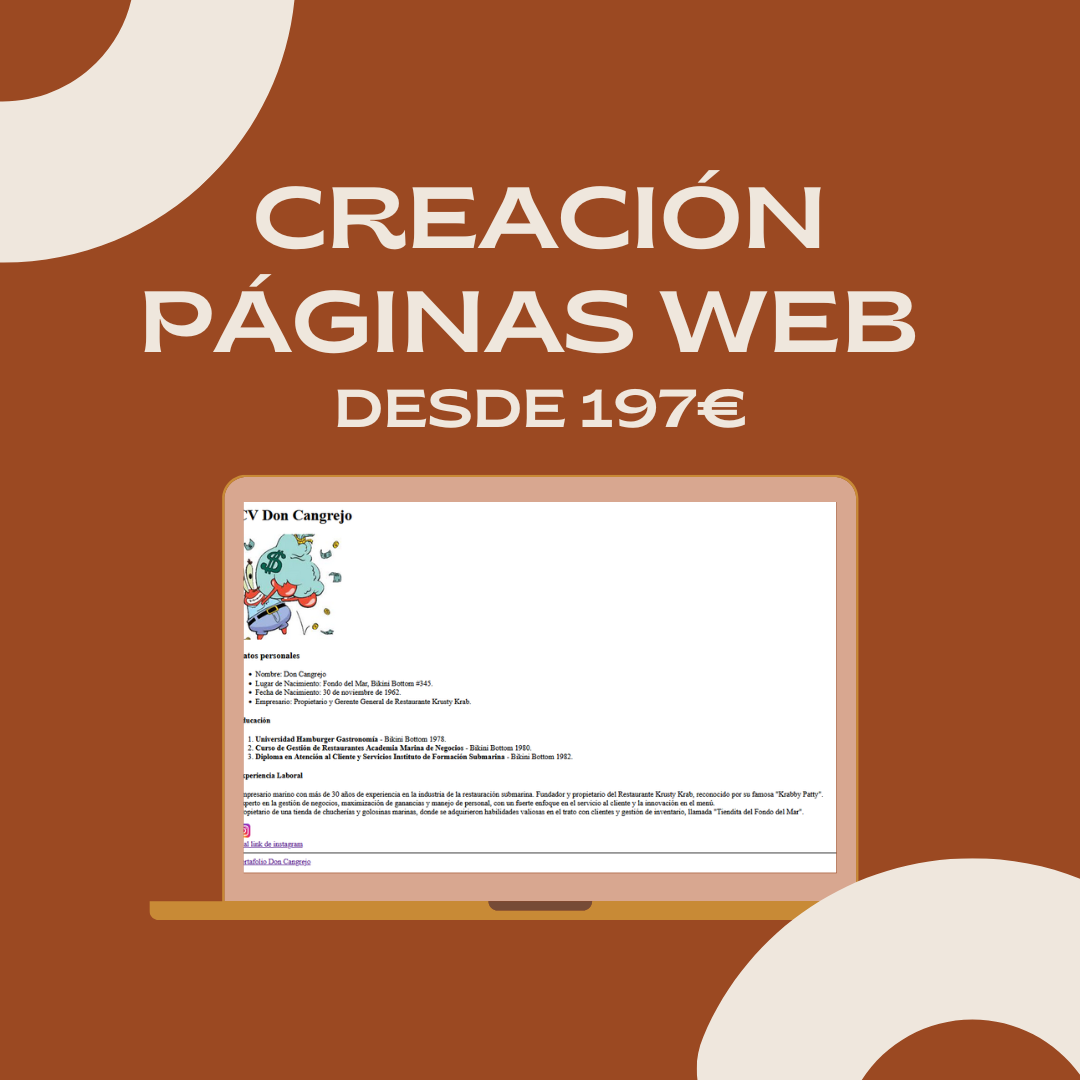 CREACIÓN
PÁGINAS WEB
DESDE 197€
CV Don Cangrejo
$
atos personales
Nombre: Don Cangrejo
Lugar de Nacimiento: Fondo del Mar, Bikini Bottom #345.
Fecha de Nacimiento: 30 de noviembre de 1962.
Empresario: Propietario y Gerente General de Restaurante Krusty Krab.
ducación
1. Universidad Hamburger Gastronomía - Bikini Bottom 1978.
2. Curso de Gestión de Restaurantes Academia Marina de Negocios - Bikini Bottom 1980.
3. Diploma en Atención al Cliente y Servicios Instituto de Formación Submarina - Bikini Bottom 1982.
xperiencia Laboral
mpresario marino con más de 30 años de experiencia en la industria de la restauración submarina. Fundador y propietario del Restaurante Krusty Krab, reconocido por su famosa "Krabby Patty".
xperto en la gestión de negocios, maximización de ganancias y manejo de personal, con un fuerte enfoque en el servicio al cliente y la innovación en el menú.
opietario de una tienda de chucherías y golosinas marinas, donde se adquirieron habilidades valiosas en el trato con clientes y gestión de inventario, llamada "Tiendita del Fondo del Mar".
al link de instagram
rtafolio Don Cangrejo